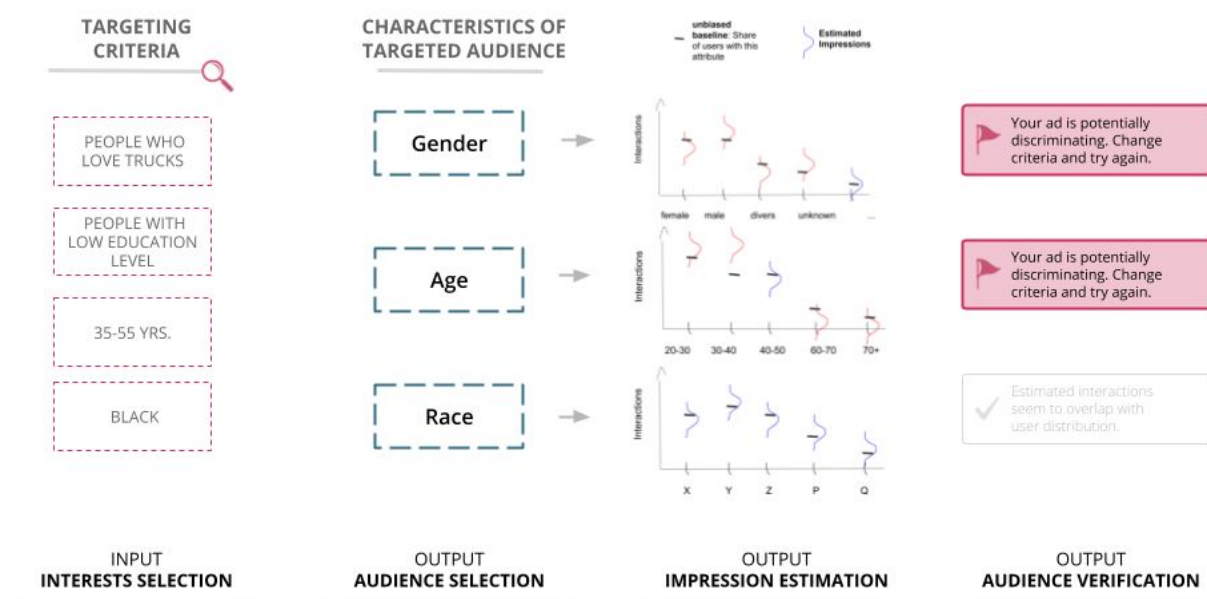 TARGETING
CRITERIA
PEOPLE WHO
LOVE TRUCKS
PEOPLE WITH
LOW EDUCATION
LEVEL
35-55 YRS.
BLACK
INPUT
INTERESTS SELECTION
CHARACTERISTICS OF
TARGETED AUDIENCE
Gender
Age
Race
OUTPUT
AUDIENCE SELECTION
unbiased
baseline: Share
of users with this
attribute
Estimated
Impressions
Interactions
female male divers unknown ...
Interactions
20-30 30-40 40-50 60-70 70+
Interactions
X Y Z P Q
OUTPUT
IMPRESSION ESTIMATION
Your ad is potentially
discriminating. Change
criteria and try again.
Your ad is potentially
discriminating. Change
criteria and try again.
Estimated interactions
seem to overlap with
user distribution.
OUTPUT
AUDIENCE VERIFICATION